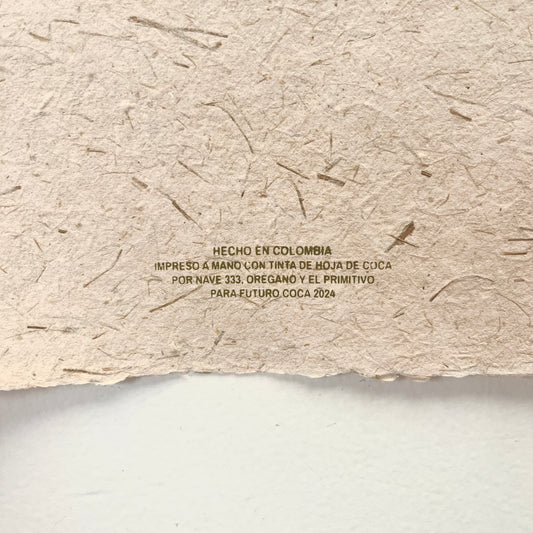 HECHO EN COLOMBIA
IMPRESO A MANO CON TINTA DE HOJA DE COCA
POR NAVE 333, OREGANO Y EL PRIMITIVO
PARA FUTURO COCA 2024